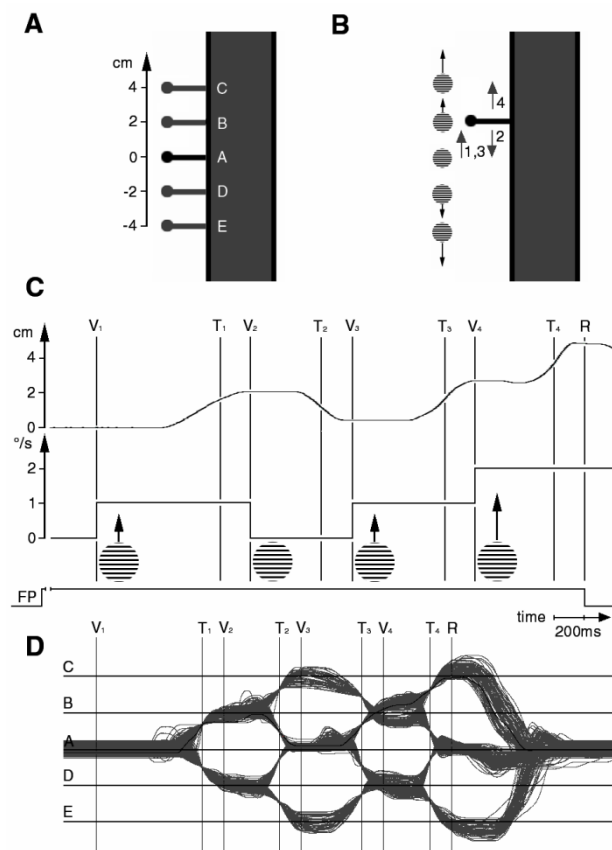 A
cm
4
2
0
-2
-4
C
B
A
D
E
B
4
2
1,3
C
cm
4
2
0
V₁
T₁
V₂
T₂
V₃
T₃
V₄
T₄
R
°/s
2
1
0
FP
time
200ms
D
V₁
T₁
V₂
T₂
V₃
T₃
V₄
T₄
R
C
B
A
D
E